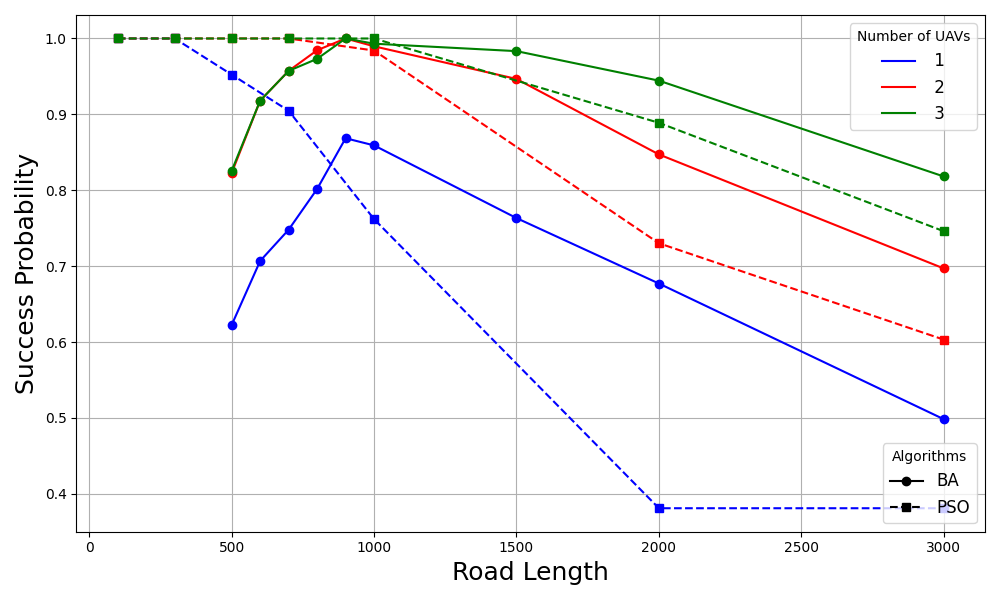 Number of UAVs
1
2
3
Algorithms
BA
PSO
Success Probability
1.0
0.9
0.8
0.7
0.6
0.5
0.4
0 500 1000 1500 2000 2500 3000
Road Length